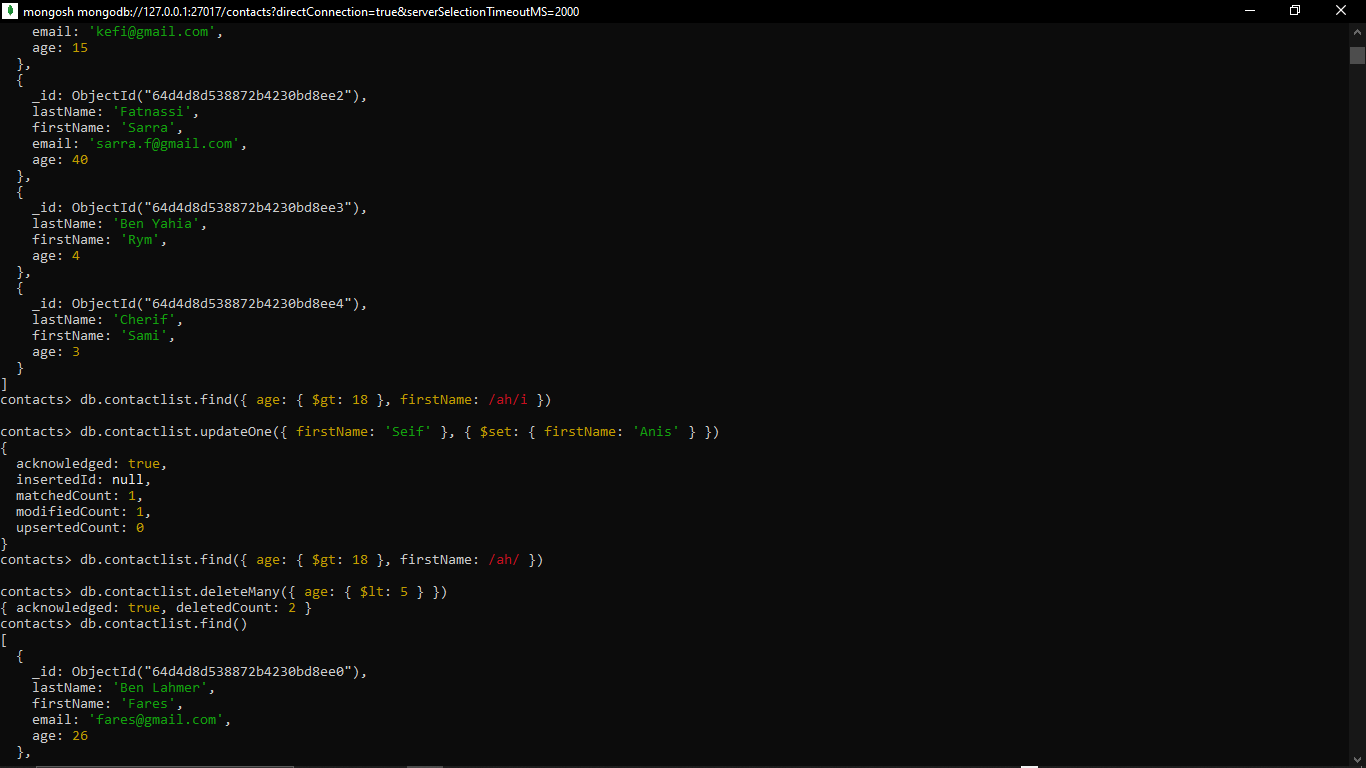 mongosh mongodb://127.0.0.1:27017/contacts?directConnection=true&serverSelectionTimeoutMS=2000
    email: 'kefi@gmail.com',
    age: 15
  },
  {
    _id: ObjectId("64d4d8d538872b4230bd8ee2"),
    lastName: 'Fatnassi',
    firstName: 'Sarra',
    email: 'sarra.f@gmail.com',
    age: 40
  },
  {
    _id: ObjectId("64d4d8d538872b4230bd8ee3"),
    lastName: 'Ben Yahia',
    firstName: 'Rym',
    age: 4
  },
  {
    _id: ObjectId("64d4d8d538872b4230bd8ee4"),
    lastName: 'Cherif',
    firstName: 'Sami',
    age: 3
  }
]
contacts> db.contactlist.find({ age: { $gt: 18 }, firstName: /ah/i })
contacts> db.contactlist.updateOne({ firstName: 'Seif' }, { $set: { firstName: 'Anis' } })
{
  acknowledged: true,
  insertedId: null,
  matchedCount: 1,
  modifiedCount: 1,
  upsertedCount: 0
}
contacts> db.contactlist.find({ age: { $gt: 18 }, firstName: /ah/ })
contacts> db.contactlist.deleteMany({ age: { $lt: 5 } })
{ acknowledged: true, deletedCount: 2 }
contacts> db.contactlist.find()
[
  {
    _id: ObjectId("64d4d8d538872b4230bd8ee0"),
    lastName: 'Ben Lahmer',
    firstName: 'Fares',
    email: 'fares@gmail.com',
    age: 26
  },